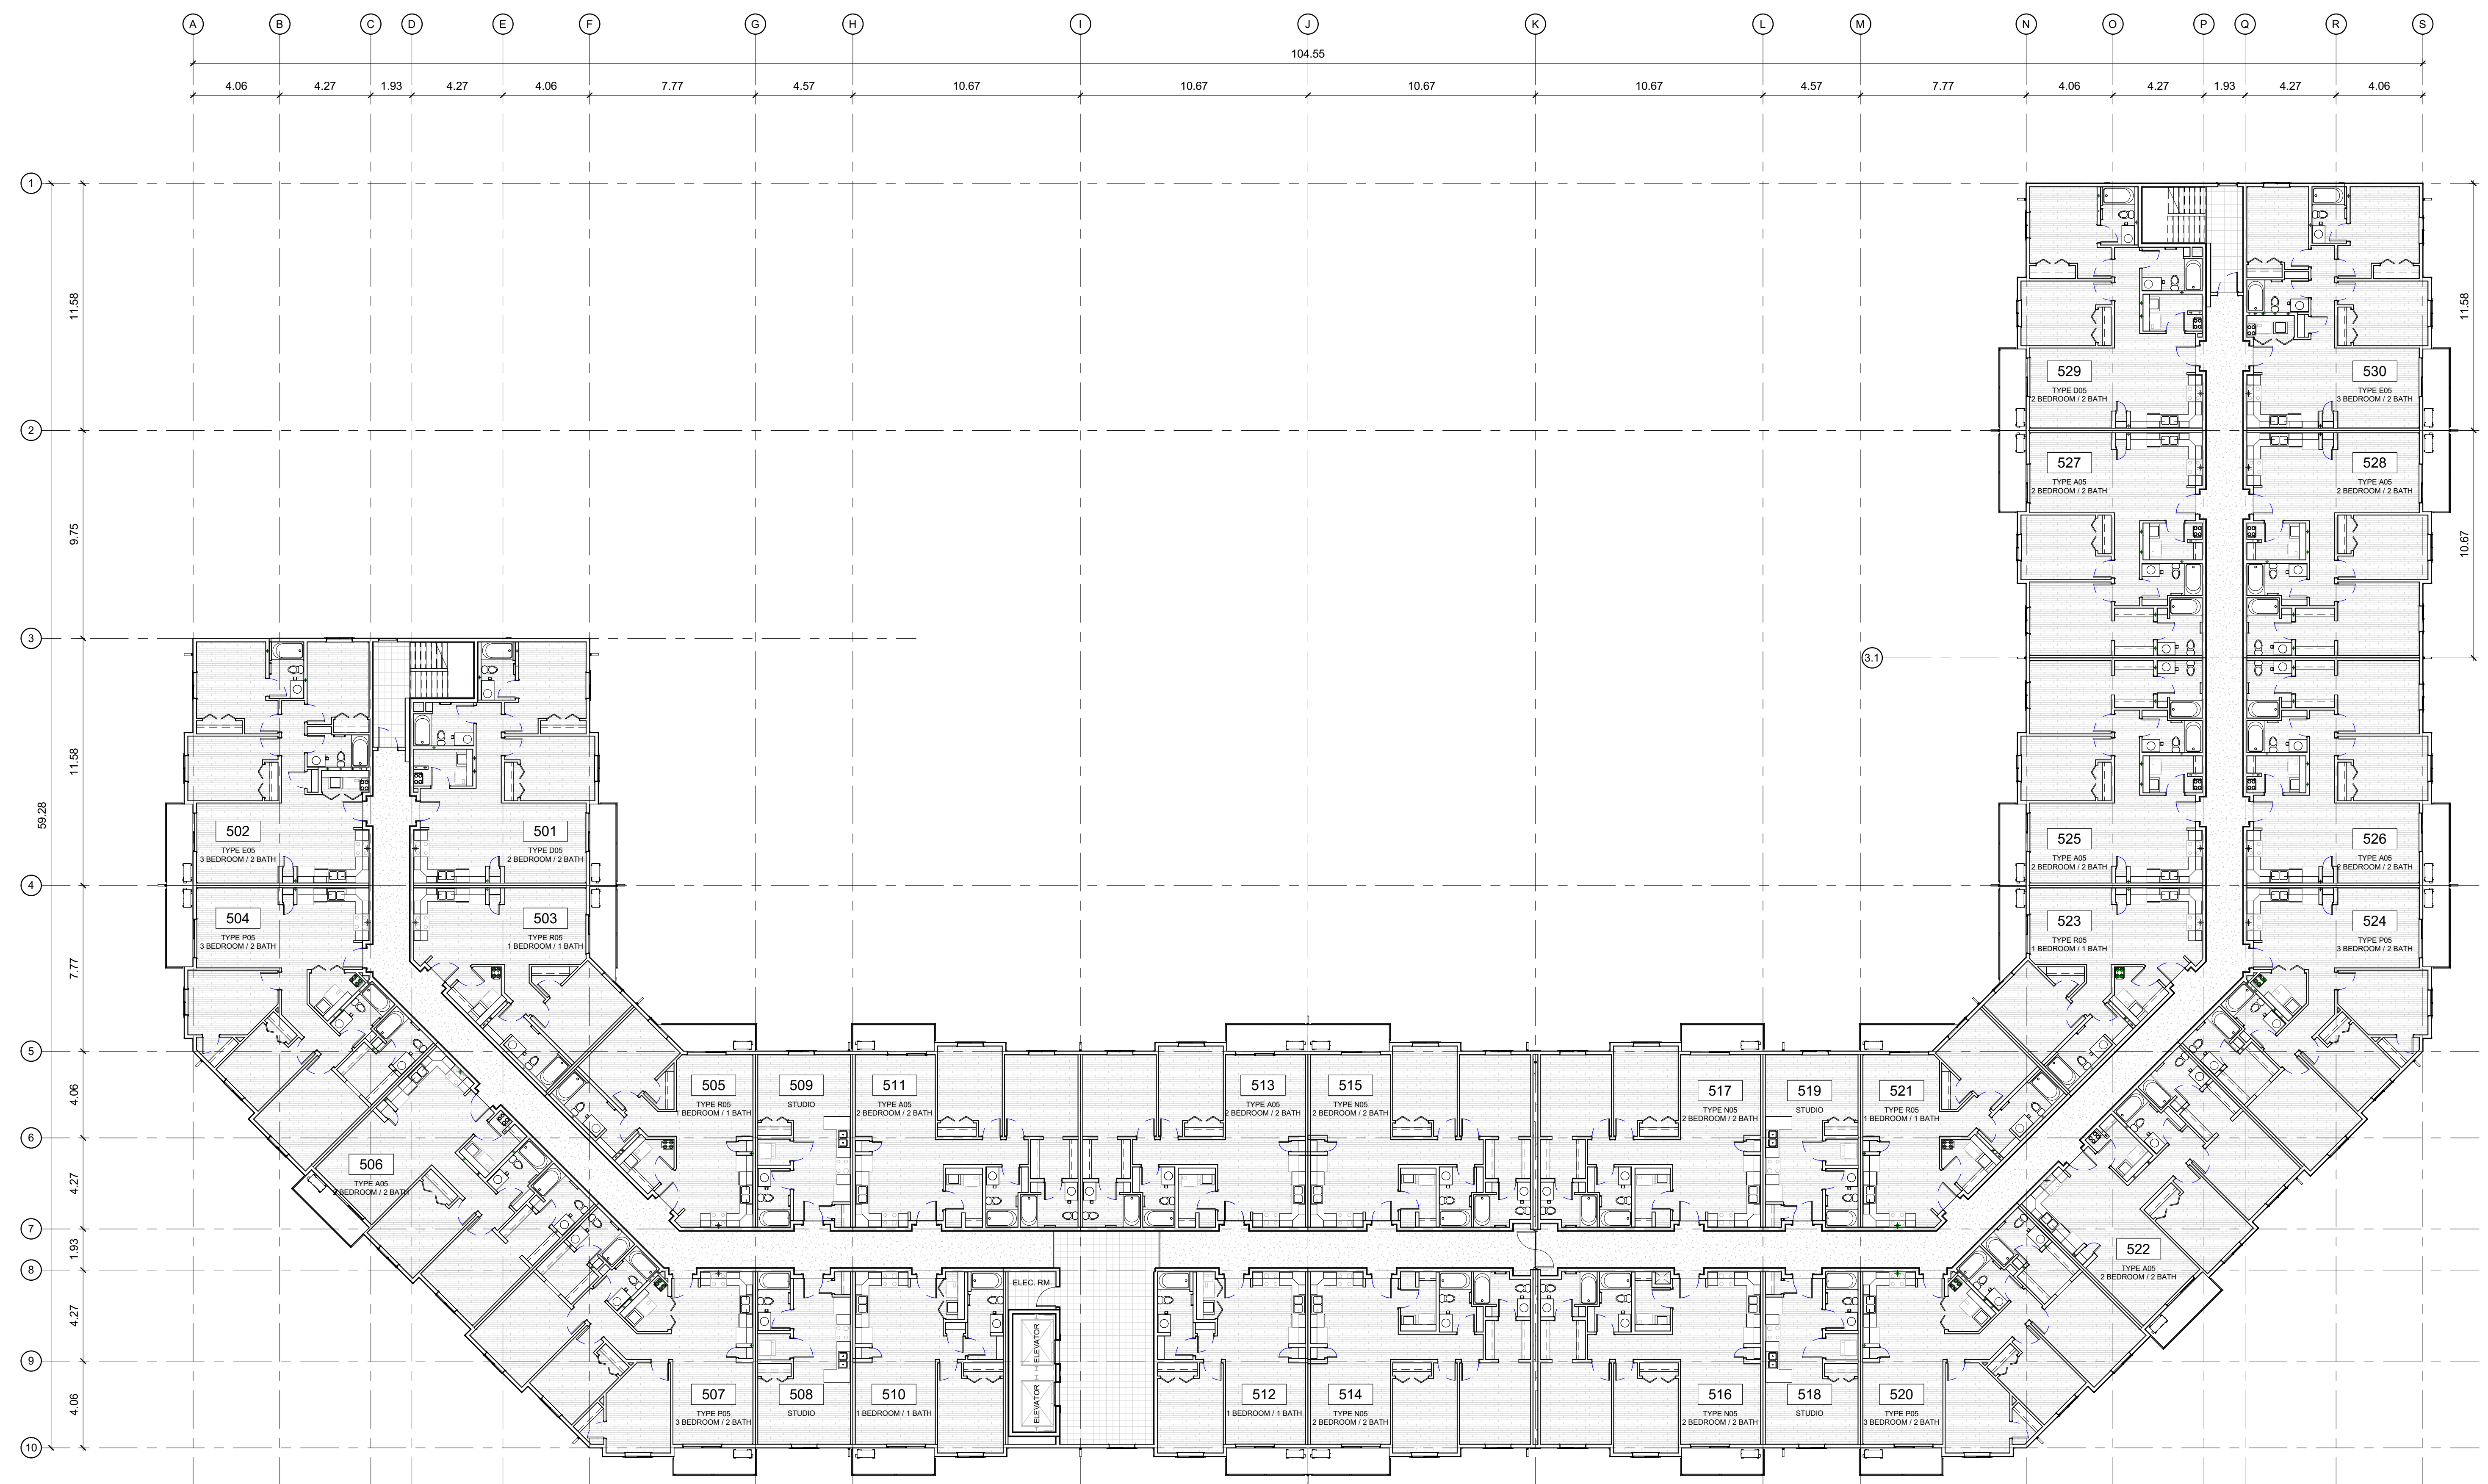 A B C D E F G H I J K L M N O P Q R S
104.55
4.06 4.27 1.93 4.27 4.06 7.77 4.57 10.67 10.67 10.67 10.67 4.57 7.77 4.06 4.27 1.93 4.27 4.06
1
11.58
11.58
529
TYPE D05
2 BEDROOM / 2 BATH
530
TYPE E05
3 BEDROOM / 2 BATH
2
527
TYPE A05
2 BEDROOM / 2 BATH
528
TYPE A05
2 BEDROOM / 2 BATH
9.75
10.67
3
3.1
11.58
59.28
502
TYPE E05
3 BEDROOM / 2 BATH
501
TYPE D05
2 BEDROOM / 2 BATH
525
TYPE A05
2 BEDROOM / 2 BATH
526
TYPE A05
2 BEDROOM / 2 BATH
4
504
TYPE P05
3 BEDROOM / 2 BATH
503
TYPE R05
1 BEDROOM / 1 BATH
523
TYPE R05
1 BEDROOM / 1 BATH
524
TYPE P05
3 BEDROOM / 2 BATH
7.77
5
4.06
505
TYPE R05
1 BEDROOM / 1 BATH
509
STUDIO
511
TYPE A05
2 BEDROOM / 2 BATH
513
TYPE A05
2 BEDROOM / 2 BATH
515
TYPE N05
2 BEDROOM / 2 BATH
517
TYPE N05
2 BEDROOM / 2 BATH
519
STUDIO
521
TYPE R05
1 BEDROOM / 1 BATH
6
506
TYPE A05
2 BEDROOM / 2 BATH
4.27
7
1.93
522
TYPE A05
2 BEDROOM / 2 BATH
8
ELEC. RM.
4.27
ELEVATOR
ELEVATOR
9
4.06
507
TYPE P05
3 BEDROOM / 2 BATH
508
STUDIO
510
1 BEDROOM / 1 BATH
512
1 BEDROOM / 1 BATH
514
TYPE N05
2 BEDROOM / 2 BATH
516
TYPE N05
2 BEDROOM / 2 BATH
518
STUDIO
520
TYPE P05
3 BEDROOM / 2 BATH
10